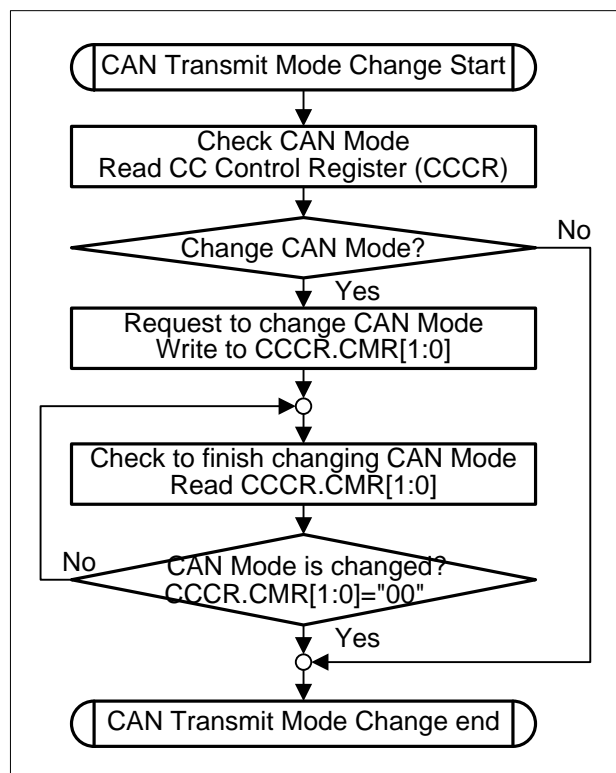 CAN Transmit Mode Change Start
Check CAN Mode
Read CC Control Register (CCCR)
Change CAN Mode?
No
Yes
Request to change CAN Mode
Write to CCCR.CMR[1:0]
Check to finish changing CAN Mode
Read CCCR.CMR[1:0]
No
CAN Mode is changed?
CCCR.CMR[1:0]="00"
Yes
CAN Transmit Mode Change end